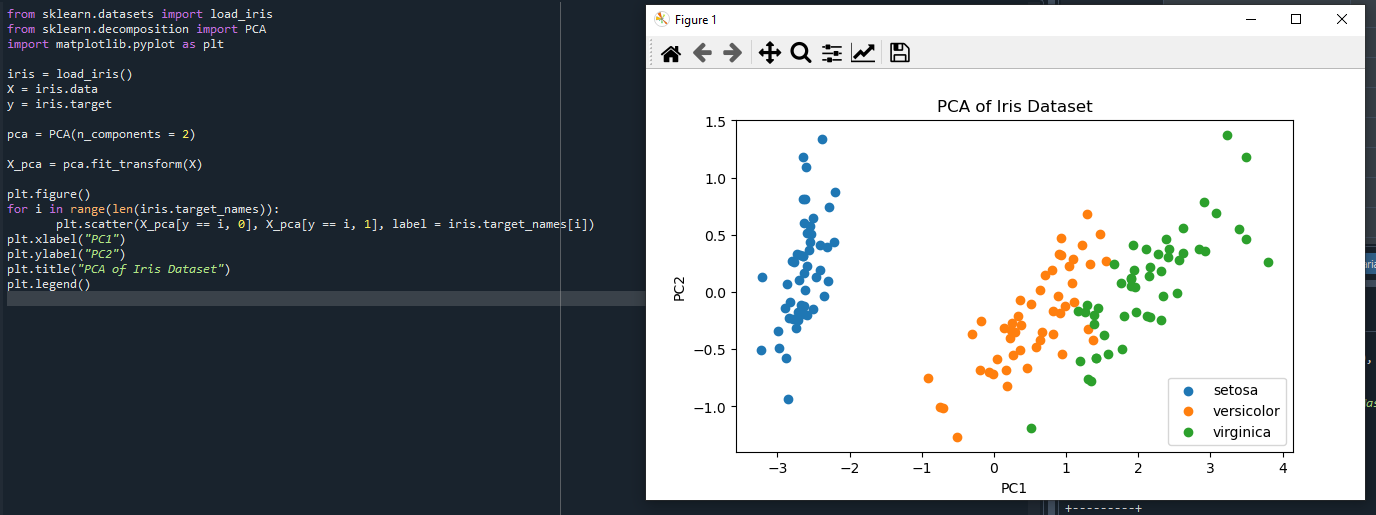 from sklearn.datasets import load_iris
from sklearn.decomposition import PCA
import matplotlib.pyplot as plt
iris = load_iris()
X = iris.data
y = iris.target
pca = PCA(n_components = 2)
X_pca = pca.fit_transform(X)
plt.figure()
for i in range(len(iris.target_names)):
plt.scatter(X_pca[y == i, 0], X_pca[y == i, 1], label = iris.target_names[i])
plt.xlabel("PC1")
plt.ylabel("PC2")
plt.title("PCA of Iris Dataset")
plt.legend()
Figure 1
PCA of Iris Dataset
PC2
1.5
1.0
0.5
0.0
−0.5
−1.0
setosa
versicolor
virginica
−3 −2 −1 0 1 2 3 4
PC1
+---------+